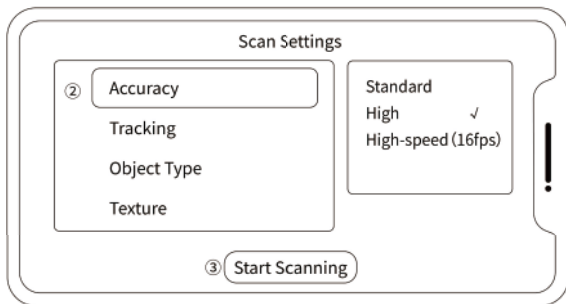 Scan Settings
② Accuracy
Tracking
Object Type
Texture
Standard
High √
High-speed (16fps)
③ Start Scanning